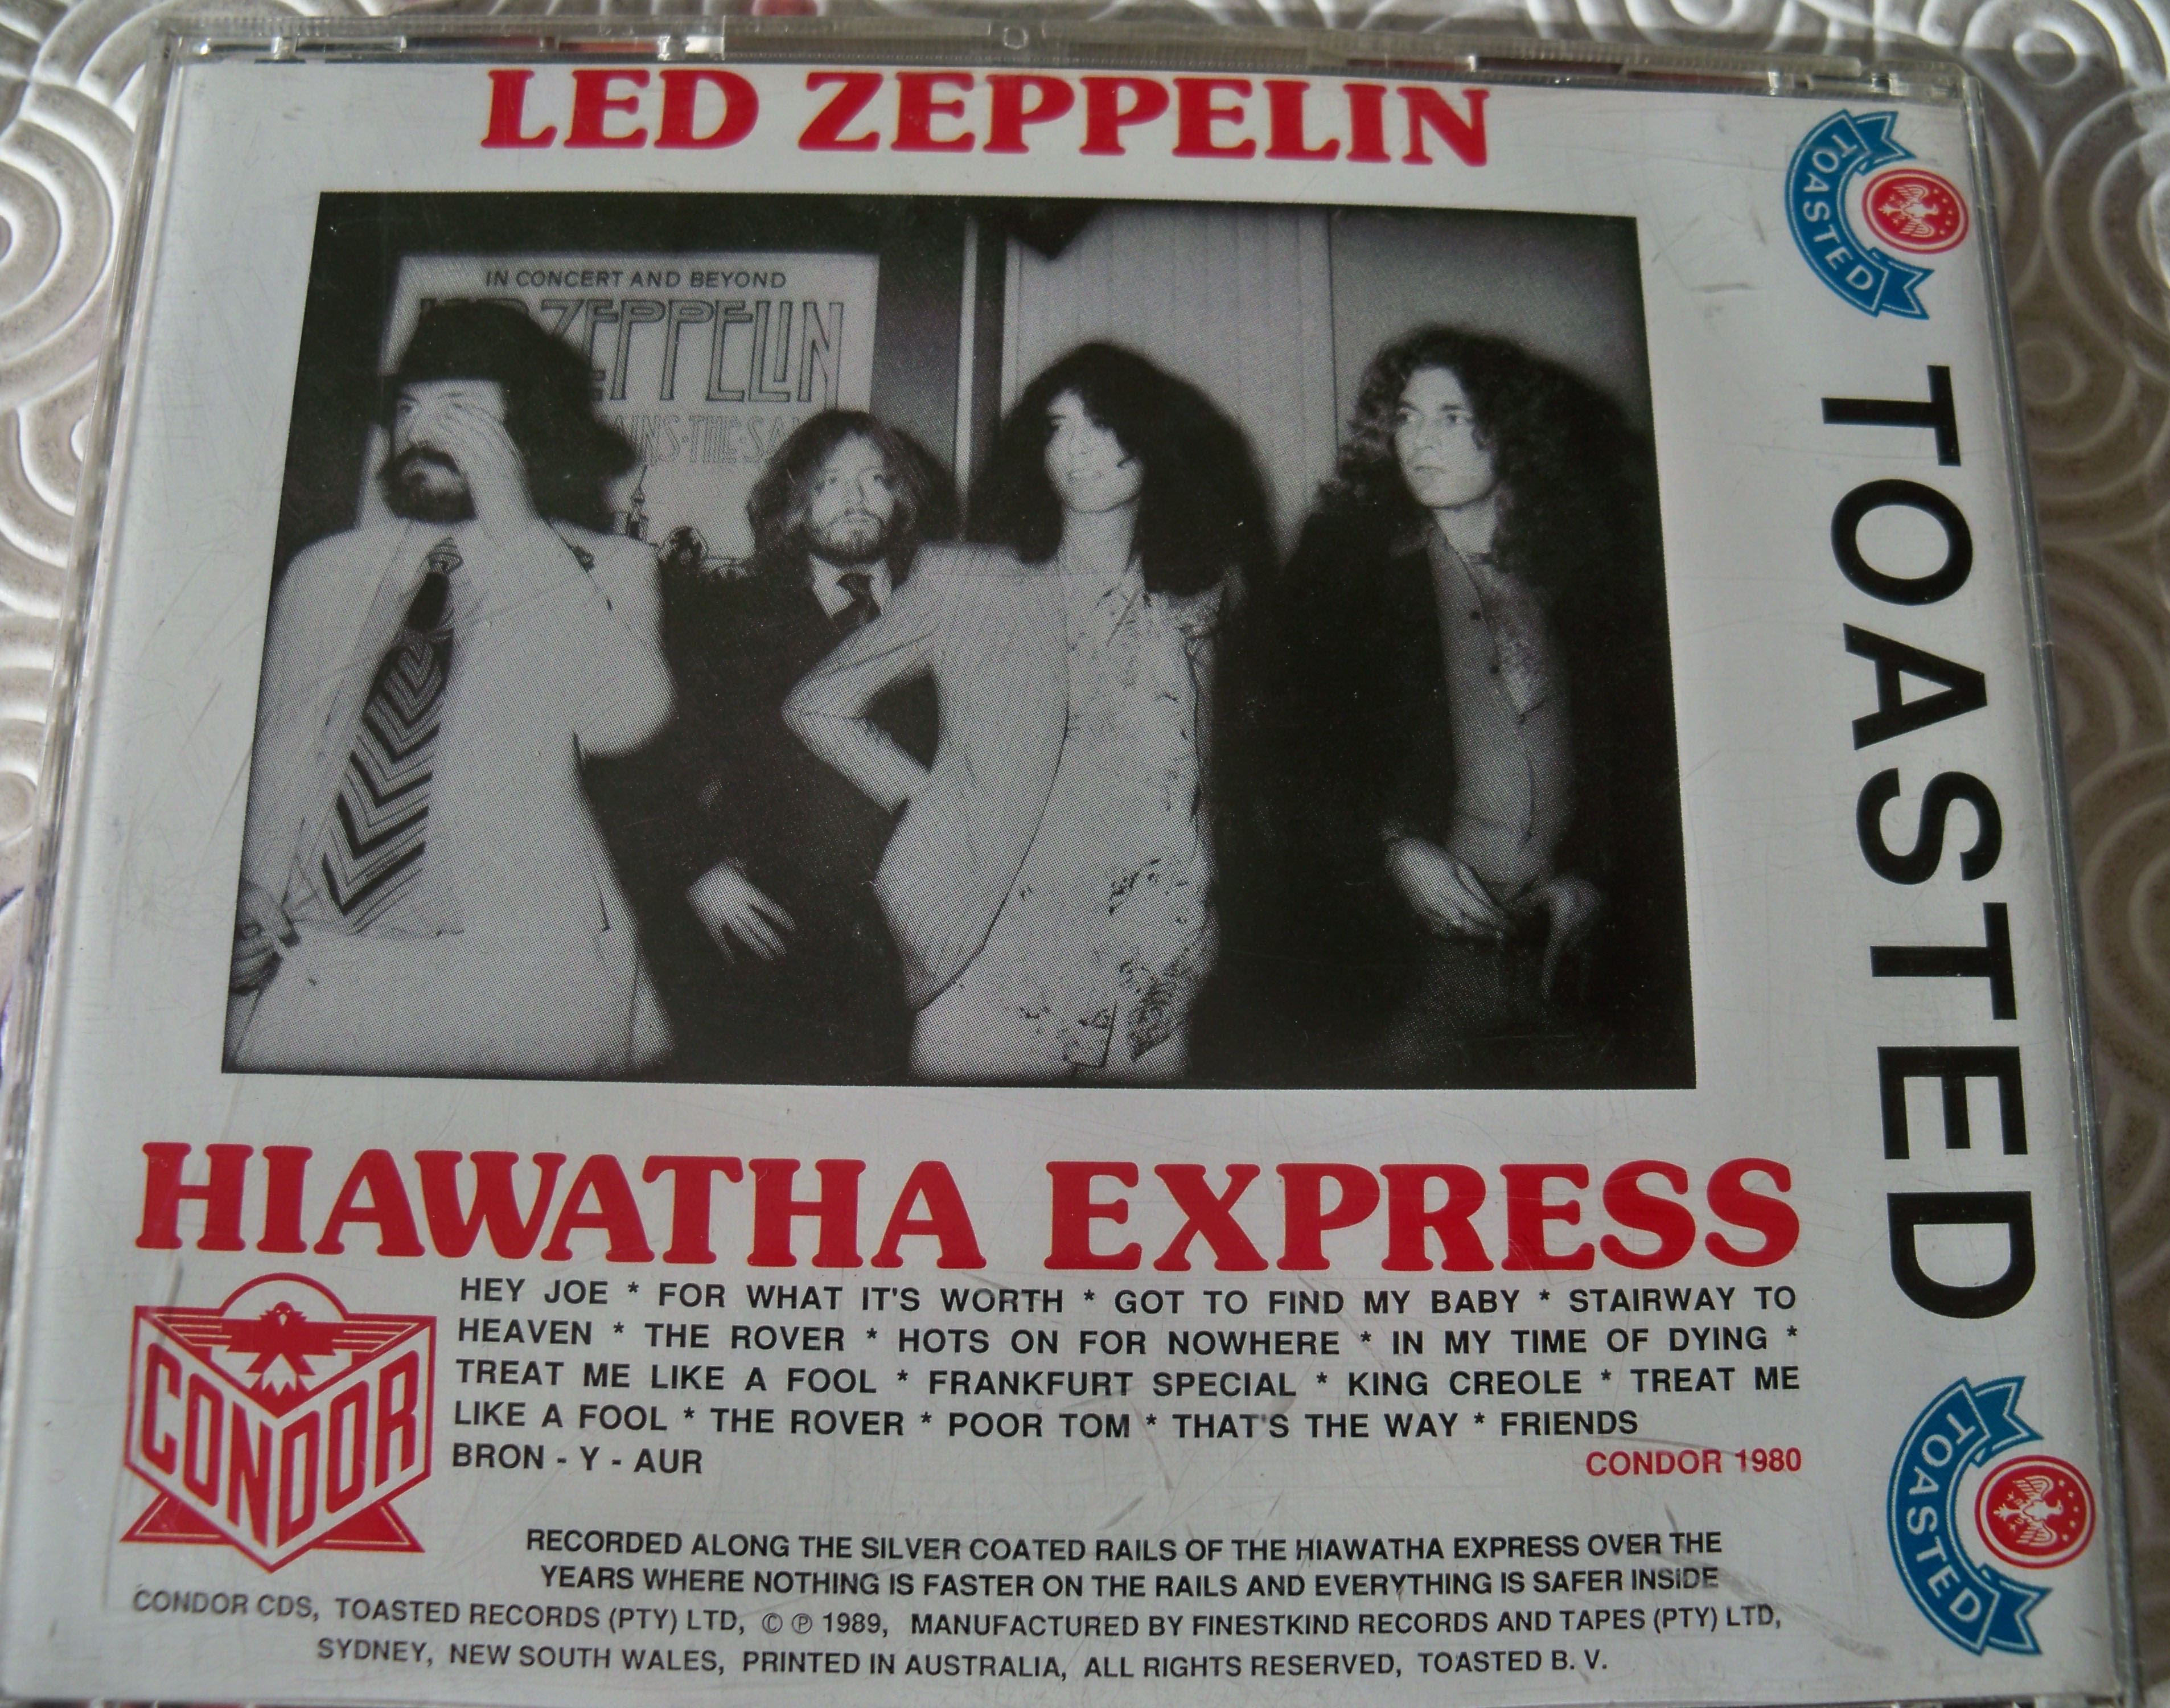 LED ZEPPELIN
TOASTED
IN CONCERT AND BEYOND
LED ZEPPELIN
TOASTED
HIAWATHA EXPRESS
CONDOR
HEY JOE * FOR WHAT IT'S WORTH * GOT TO FIND MY BABY * STAIRWAY TO
HEAVEN * THE ROVER * HOTS ON FOR NOWHERE * IN MY TIME OF DYING *
TREAT ME LIKE A FOOL * FRANKFURT SPECIAL * KING CREOLE * TREAT ME
LIKE A FOOL * THE ROVER * POOR TOM * THAT'S THE WAY * FRIENDS
BRON - Y - AUR
CONDOR 1980
TOASTED
RECORDED ALONG THE SILVER COATED RAILS OF THE HIAWATHA EXPRESS OVER THE
YEARS WHERE NOTHING IS FASTER ON THE RAILS AND EVERYTHING IS SAFER INSIDE
CONDOR CDS, TOASTED RECORDS (PTY) LTD, © ℗ 1989, MANUFACTURED BY FINESTKIND RECORDS AND TAPES (PTY) LTD,
SYDNEY, NEW SOUTH WALES, PRINTED IN AUSTRALIA, ALL RIGHTS RESERVED, TOASTED B. V.